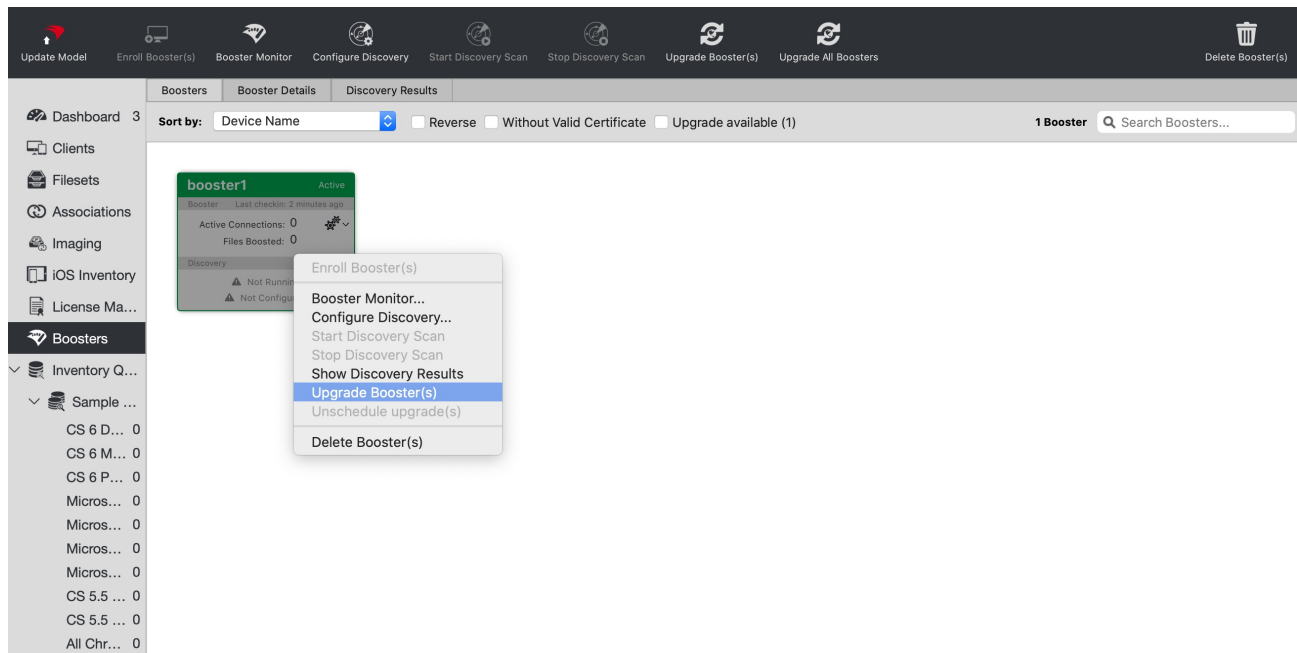 Update Model
Enroll Booster(s)
Booster Monitor
Configure Discovery
Start Discovery Scan
Stop Discovery Scan
Upgrade Booster(s)
Upgrade All Boosters
Delete Booster(s)
Boosters
Booster Details
Discovery Results
Sort by: Device Name
Reverse
Without Valid Certificate
Upgrade available (1)
1 Booster
Search Boosters...
Dashboard 3
Clients
Filesets
Associations
Imaging
iOS Inventory
License Ma...
Boosters
Inventory Q...
Sample ...
CS 6 D... 0
CS 6 M... 0
CS 6 P... 0
Micros... 0
Micros... 0
Micros... 0
Micros... 0
CS 5.5 ... 0
CS 5.5 ... 0
All Chr... 0
booster1 Active
Booster Last checkin: 2 minutes ago
Active Connections: 0
Files Boosted: 0
Discovery
Not Runnin
Not Configu
Enroll Booster(s)
Booster Monitor...
Configure Discovery...
Start Discovery Scan
Stop Discovery Scan
Show Discovery Results
Upgrade Booster(s)
Unschedule upgrade(s)
Delete Booster(s)